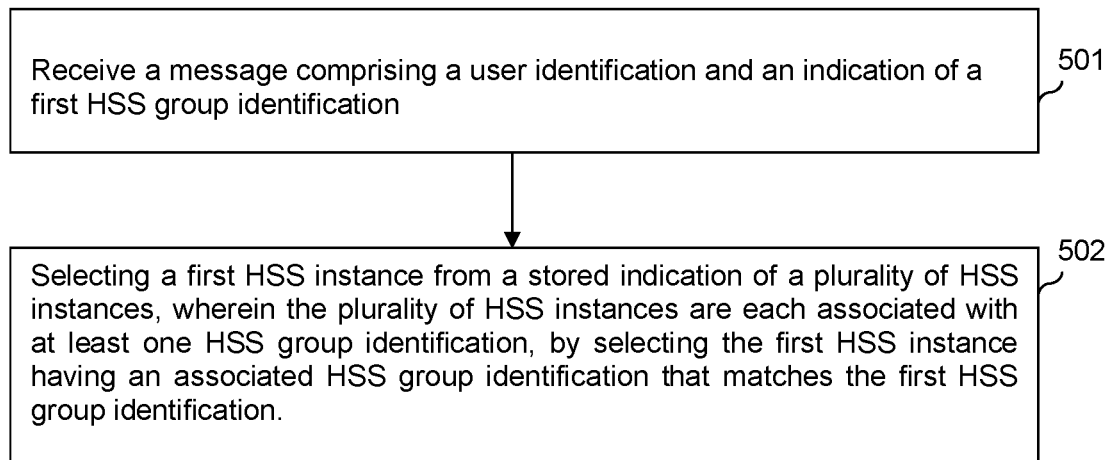 501
Receive a message comprising a user identification and an indication of a
first HSS group identification
502
Selecting a first HSS instance from a stored indication of a plurality of HSS
instances, wherein the plurality of HSS instances are each associated with
at least one HSS group identification, by selecting the first HSS instance
having an associated HSS group identification that matches the first HSS
group identification.